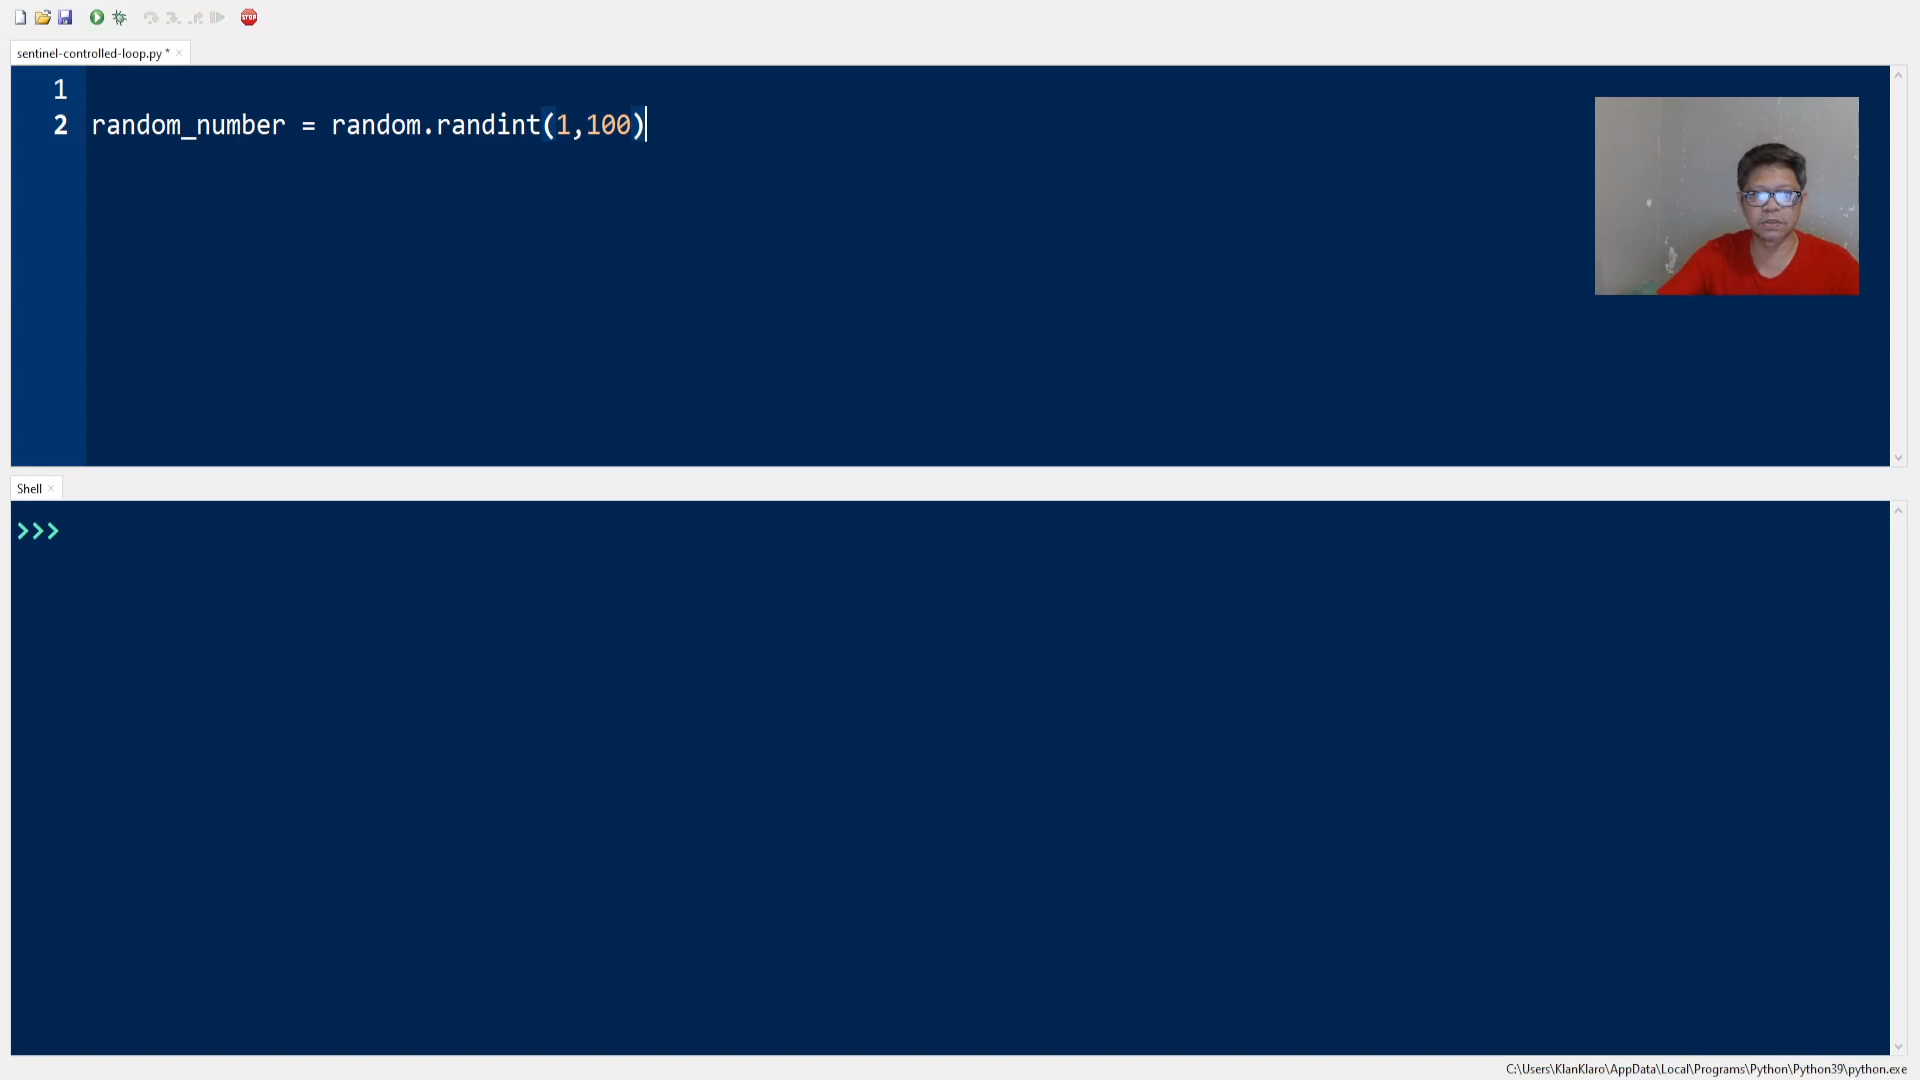 STOP
sentinel-controlled-loop.py *
1
2 random_number = random.randint(1,100)
Shell
>>>
C:\Users\KlanKlaro\AppData\Local\Programs\Python\Python39\python.exe